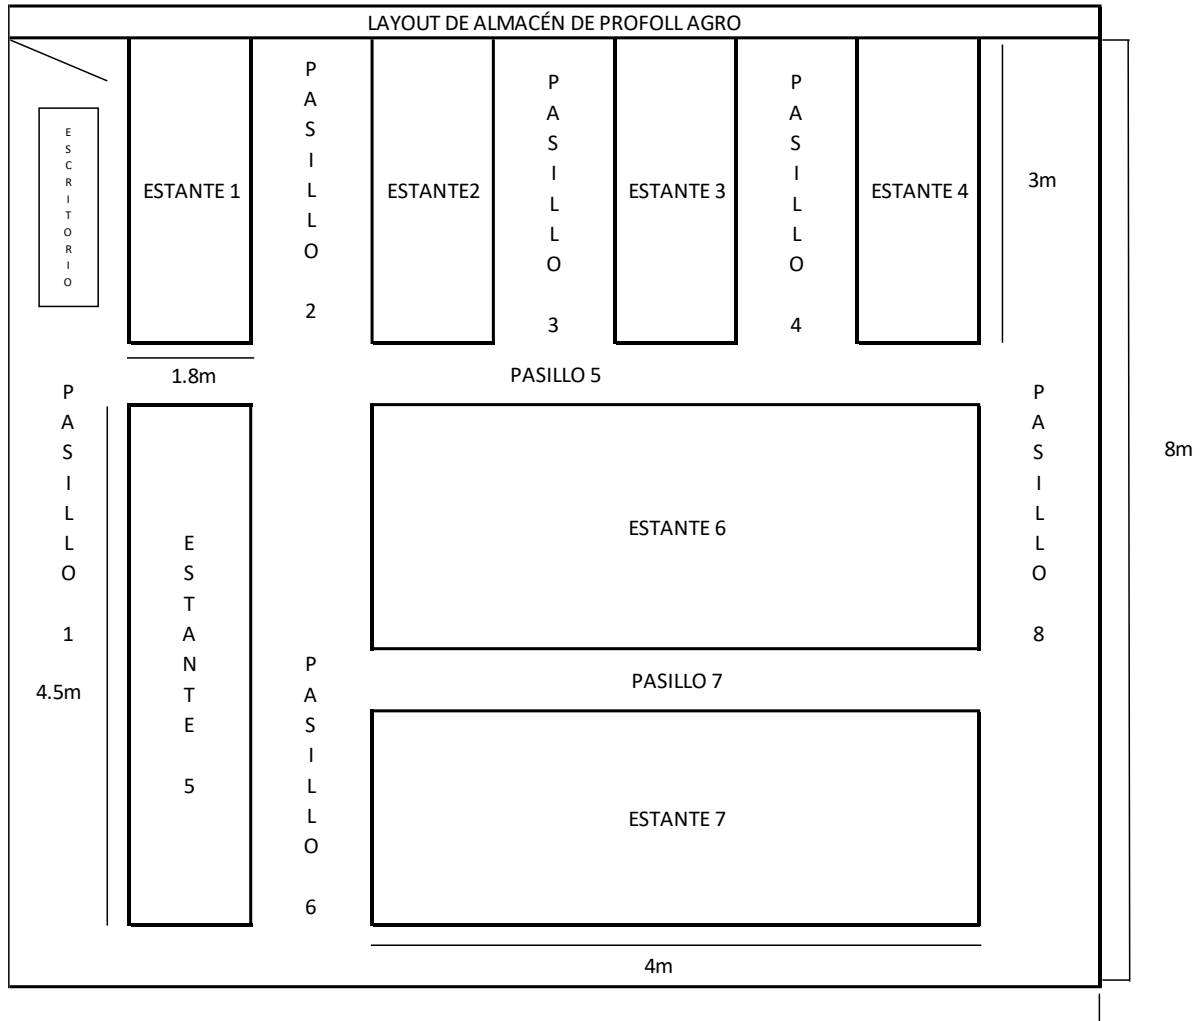 LAYOUT DE ALMACÉN DE PROFOLL AGRO
ESCRITORIO
ESTANTE 1
PASILLO 2
ESTANTE2
PASILLO 3
ESTANTE 3
PASILLO 4
ESTANTE 4
3m
1.8m
PASILLO 5
PASILLO 1
4.5m
ESTANTE 5
PASILLO 6
ESTANTE 6
PASILLO 7
ESTANTE 7
4m
PASILLO 8
8m